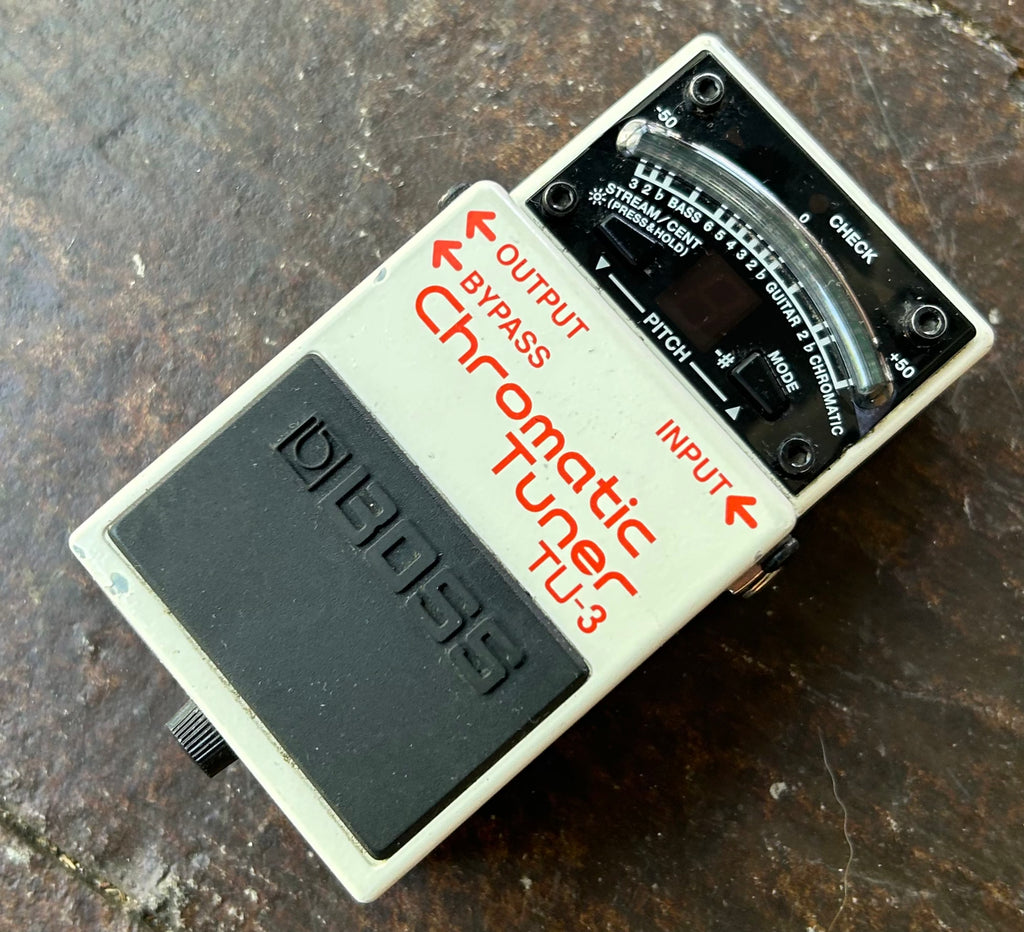 -50
0
CHECK
+50
3 2 ♭ BASS 6 5 4 3 2 ♭ GUITAR 2 ♭ CHROMATIC
STREAM/CENT
(PRESS&HOLD)
▼ PITCH ▲
#
MODE
OUTPUT
INPUT
BYPASS
Chromatic
Tuner
TU-3
BOSS